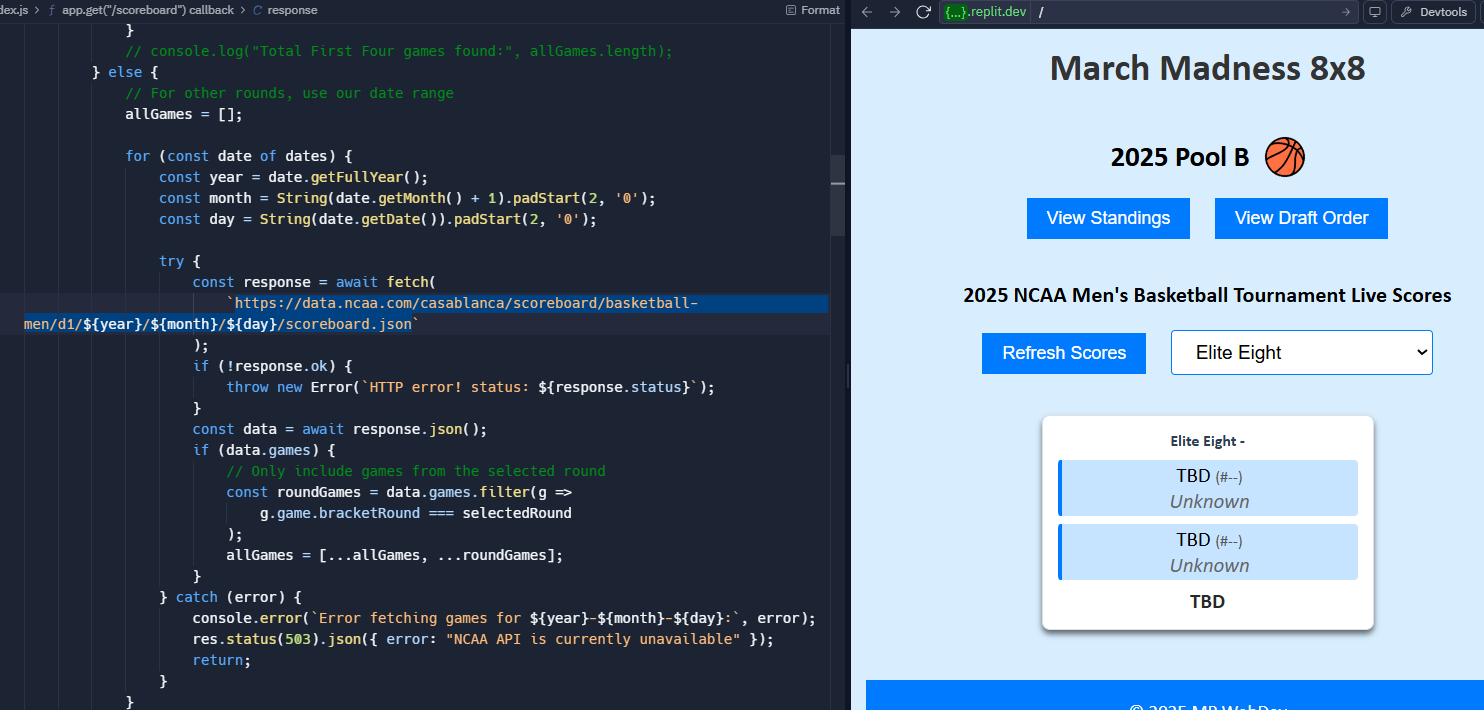 dex.js > ƒ app.get("/scoreboard") callback > C response
Format
}
// console.log("Total First Four games found:", allGames.length);
} else {
// For other rounds, use our date range
allGames = [];
for (const date of dates) {
const year = date.getFullYear();
const month = String(date.getMonth() + 1).padStart(2, '0');
const day = String(date.getDate()).padStart(2, '0');
try {
const response = await fetch(
`https://data.ncaa.com/casablanca/scoreboard/basketball-
men/d1/${year}/${month}/${day}/scoreboard.json`
);
if (!response.ok) {
throw new Error(`HTTP error! status: ${response.status}`);
}
const data = await response.json();
if (data.games) {
// Only include games from the selected round
const roundGames = data.games.filter(g =>
g.game.bracketRound === selectedRound
);
allGames = [...allGames, ...roundGames];
}
} catch (error) {
console.error(`Error fetching games for ${year}-${month}-${day}:`, error);
res.status(503).json({ error: "NCAA API is currently unavailable" });
return;
}
}
{...}.replit.dev /
Devtools
March Madness 8x8
2025 Pool B
View Standings
View Draft Order
2025 NCAA Men's Basketball Tournament Live Scores
Refresh Scores
Elite Eight
Elite Eight -
TBD (#--)
Unknown
TBD (#--)
Unknown
TBD
© 2025 MP WebDev